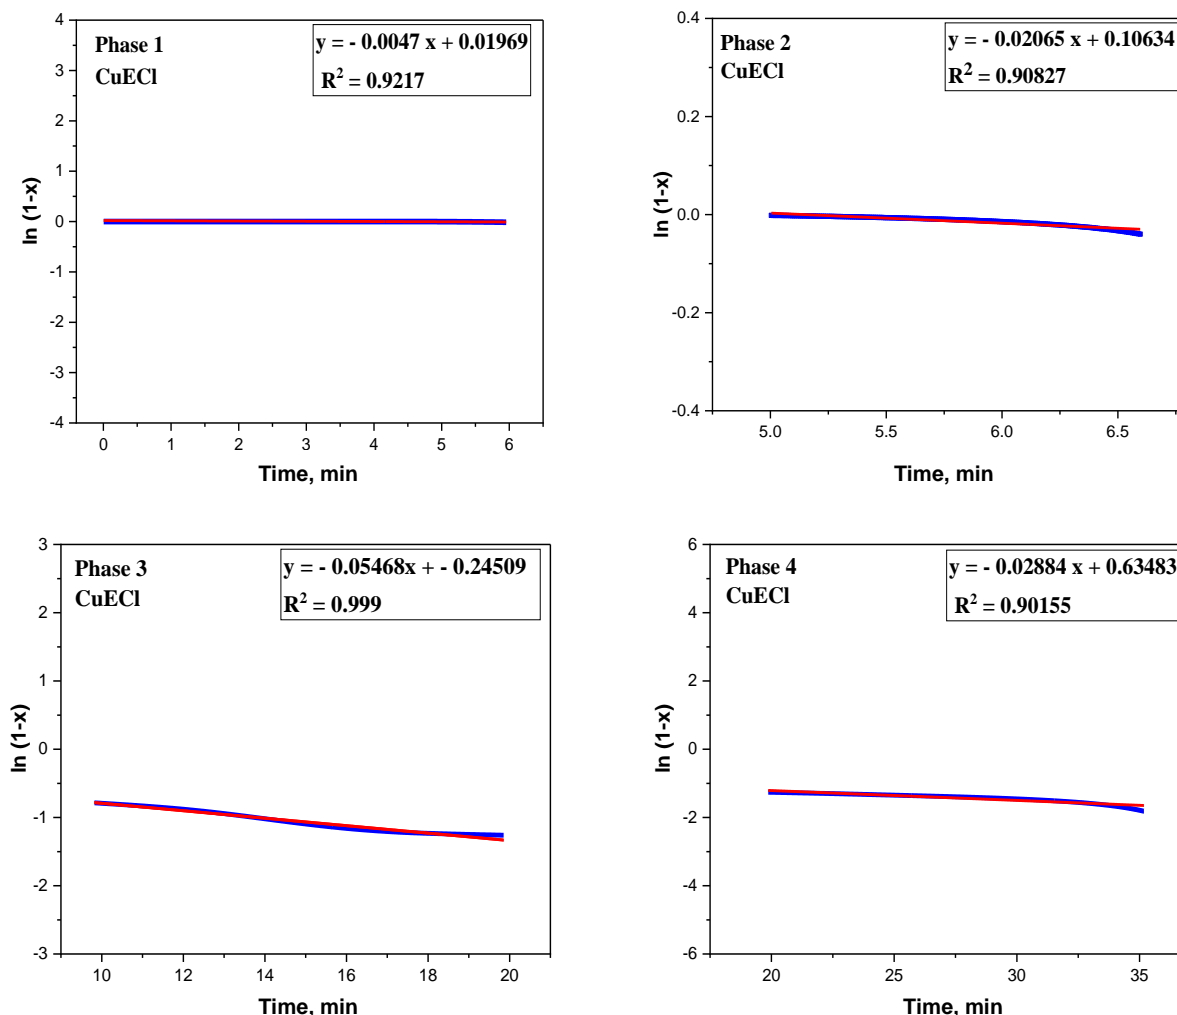 Phase 1
CuECl
y = - 0.0047 x + 0.01969
R² = 0.9217
4
3
2
1
0
-1
-2
-3
-4
ln (1-x)
0 1 2 3 4 5 6
Time, min
Phase 2
CuECl
y = - 0.02065 x + 0.10634
R² = 0.90827
0.4
0.2
0.0
-0.2
-0.4
ln (1-x)
5.0 5.5 6.0 6.5
Time, min
Phase 3
CuECl
y = - 0.05468x + - 0.24509
R² = 0.999
3
2
1
0
-1
-2
-3
ln (1-x)
10 12 14 16 18 20
Time, min
Phase 4
CuECl
y = - 0.02884 x + 0.63483
R² = 0.90155
6
4
2
0
-2
-4
-6
ln (1-x)
20 25 30 35
Time, min